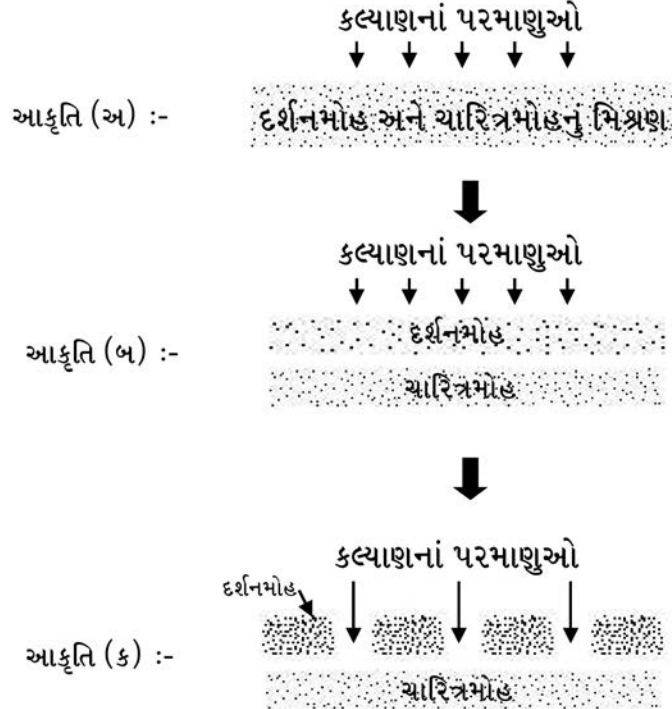 કલ્યાણનાં પરમાણુઓ
આકૃતિ (અ) :-
દર્શનમોહ અને ચારિત્રમોહનું મિશ્રણ
કલ્યાણનાં પરમાણુઓ
દર્શનમોહ
આકૃતિ (બ) :-
ચારિત્રમોહ
કલ્યાણનાં પરમાણુઓ
દર્શનમોહ
આકૃતિ (ક) :-
ચારિત્રમોહ